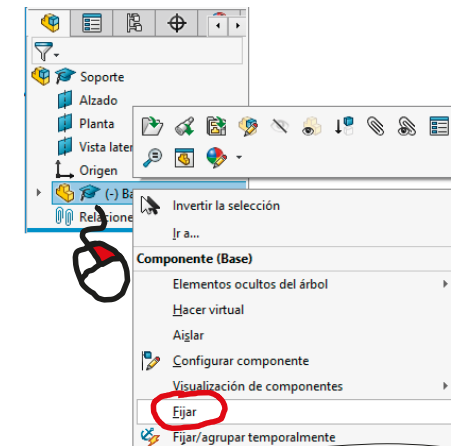 Soporte
Alzado
Planta
Vista later
Origen
(-) Ba
Relacione
Invertir la selección
Ir a...
Componente (Base)
Elementos ocultos del árbol
Hacer virtual
Aislar
Configurar componente
Visualización de componentes
Fijar
Fijar/agrupar temporalmente